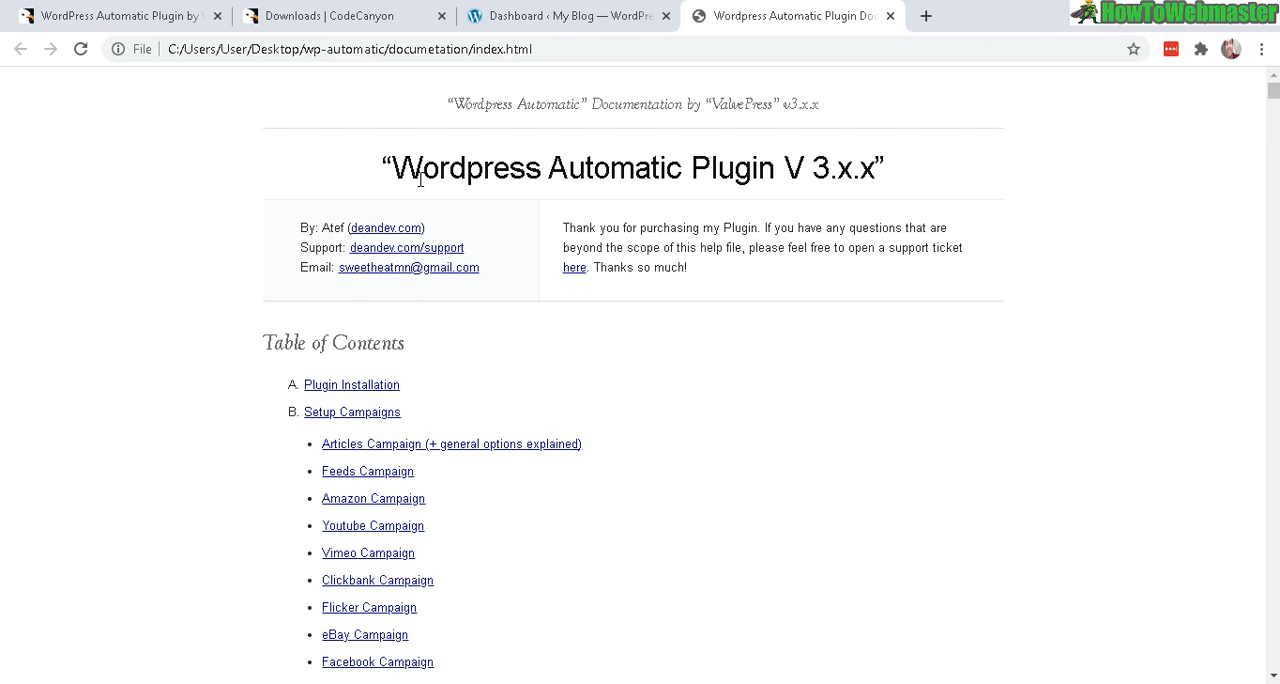 WordPress Automatic Plugin by
Downloads | CodeCanyon
Dashboard ‹ My Blog — WordPre
Wordpress Automatic Plugin Doc
HowToWebmaster
File
C:/Users/User/Desktop/wp-automatic/documetation/index.html
“Wordpress Automatic” Documentation by “ValvePress” v3.x.x
“Wordpress Automatic Plugin V 3.x.x”
By: Atef (deandev.com)
Support: deandev.com/support
Email: sweetheatmn@gmail.com
Thank you for purchasing my Plugin. If you have any questions that are
beyond the scope of this help file, please feel free to open a support ticket
here. Thanks so much!
Table of Contents
A. Plugin Installation
B. Setup Campaigns
• Articles Campaign (+ general options explained)
• Feeds Campaign
• Amazon Campaign
• Youtube Campaign
• Vimeo Campaign
• Clickbank Campaign
• Flicker Campaign
• eBay Campaign
• Facebook Campaign